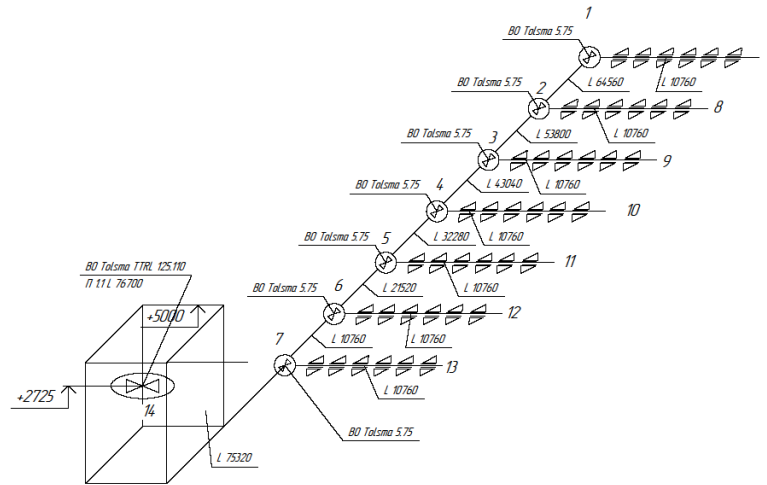 1
ВО Tolsma 5.75
L 64560
L 10760
2
ВО Tolsma 5.75
8
L 53800
L 10760
3
ВО Tolsma 5.75
9
L 43040
L 10760
4
ВО Tolsma 5.75
10
L 32280
L 10760
5
ВО Tolsma 5.75
11
L 21520
L 10760
ВО Tolsma TTRL 125.110
П 1.1 L 76700
6
ВО Tolsma 5.75
12
+5000
L 10760
L 10760
7
13
L 10760
+2725
14
ВО Tolsma 5.75
L 75320